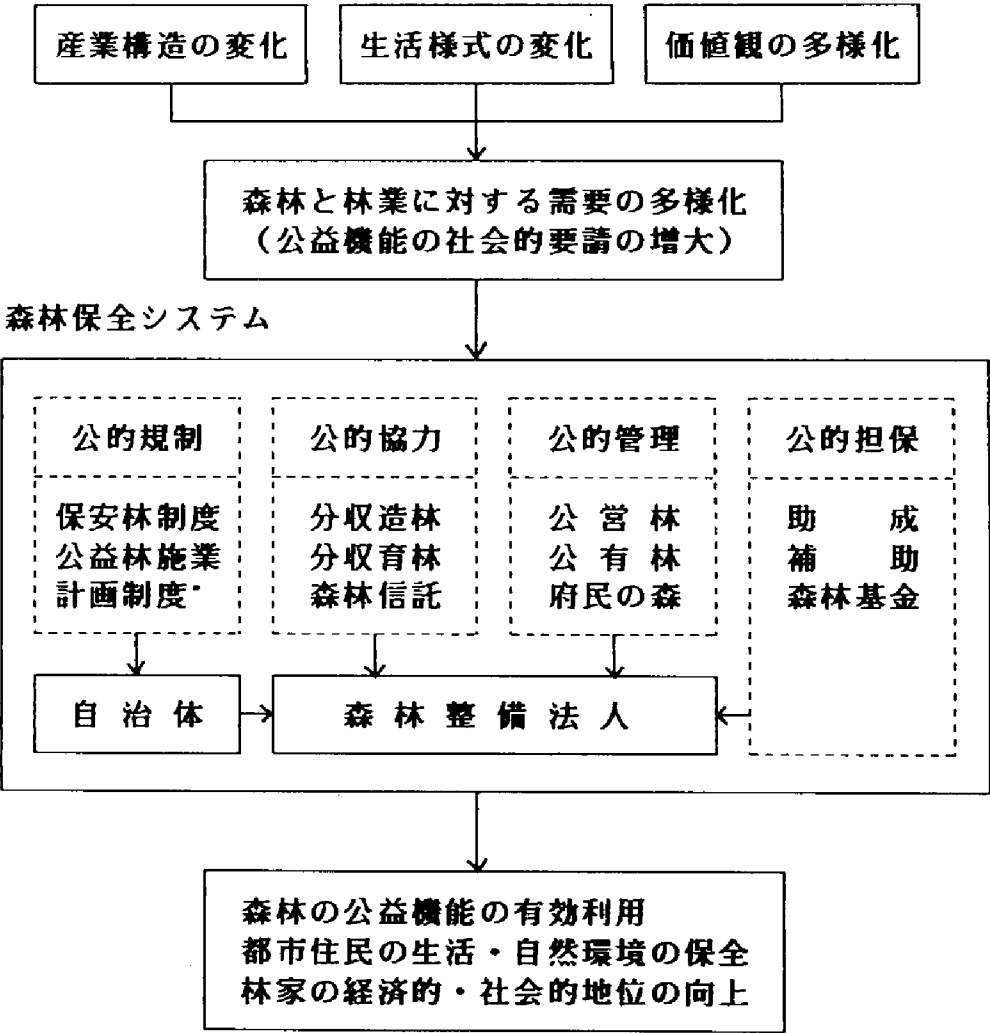 産業構造の変化
生活様式の変化
価値観の多様化
森林と林業に対する需要の多様化
（公益機能の社会的要請の増大）
森林保全システム
公的規制
保安林制度
公益林施業
計画制度
公的協力
分収造林
分収育林
森林信託
公的管理
公営林
公有林
府民の森
公的担保
助成
補助
森林基金
自治体
森林整備法人
森林の公益機能の有効利用
都市住民の生活・自然環境の保全
林家の経済的・社会的地位の向上